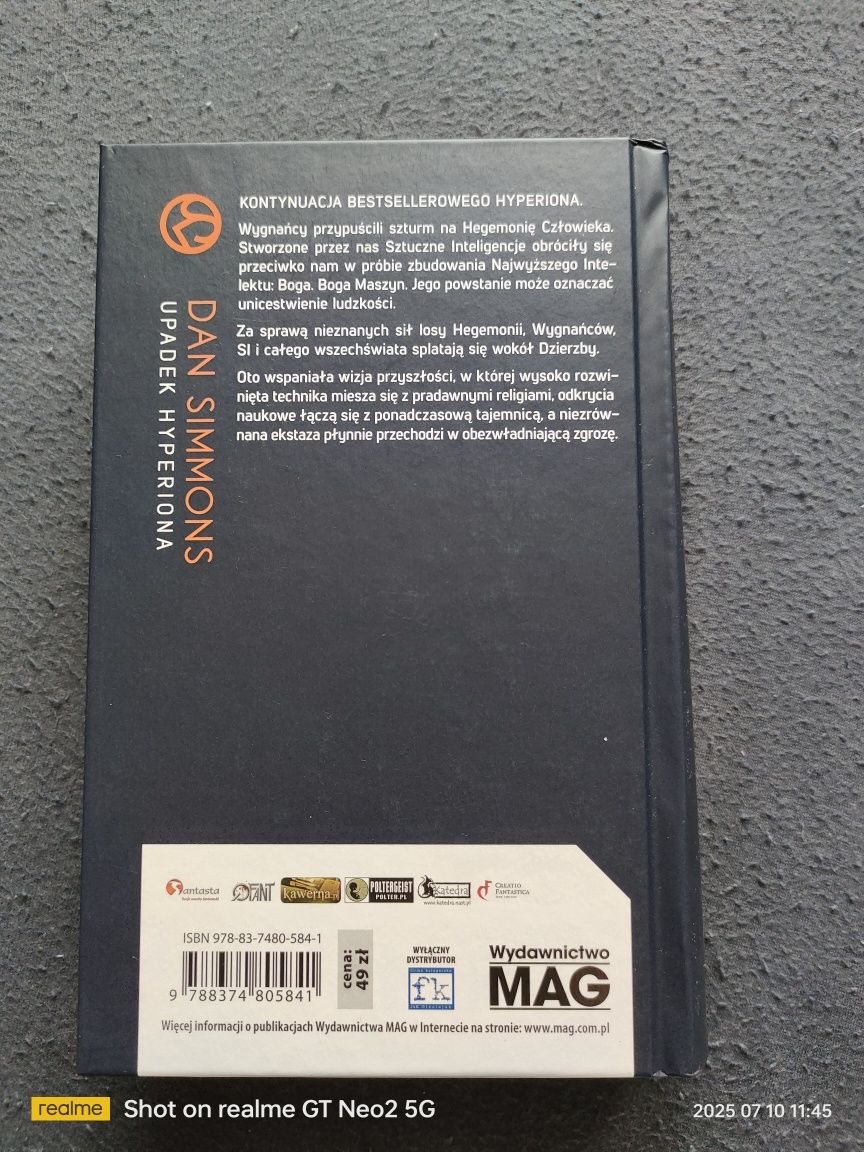 KONTYNUACJA BESTSELLEROWEGO HYPERIONA.
Wygnańcy przypuścili szturm na Hegemonię Człowieka.
Stworzone przez nas Sztuczne Inteligencje obróciły się
przeciwko nam w próbie zbudowania Najwyższego Inte-
lektu: Boga. Boga Maszyn. Jego powstanie może oznaczać
unicestwienie ludzkości.
Za sprawą nieznanych sił losy Hegemonii, Wygnańców,
SI i całego wszechświata splatają się wokół Dzierzby.
Oto wspaniała wizja przyszłości, w której wysoko rozwi-
nięta technika miesza się z pradawnymi religiami, odkrycia
naukowe łączą się z ponadczasową tajemnicą, a niezrów-
nana ekstaza płynnie przechodzi w obezwładniającą zgrozę.
DAN SIMMONS
UPADEK HYPERIONA
Fantasta
kawerna.pl
POLTERGEIST
POLTER.PL
Katedra
www.katedra.nast.pl
CREATIO
FANTASTICA
ISBN 978-83-7480-584-1
9 788374 805841
cena:
49 zł
WYŁĄCZNY
DYSTRYBUTOR
fk
Wydawnictwo
MAG
Więcej informacji o publikacjach Wydawnictwa MAG w Internecie na stronie: www.mag.com.pl
realme Shot on realme GT Neo2 5G
2025 07 10 11:45